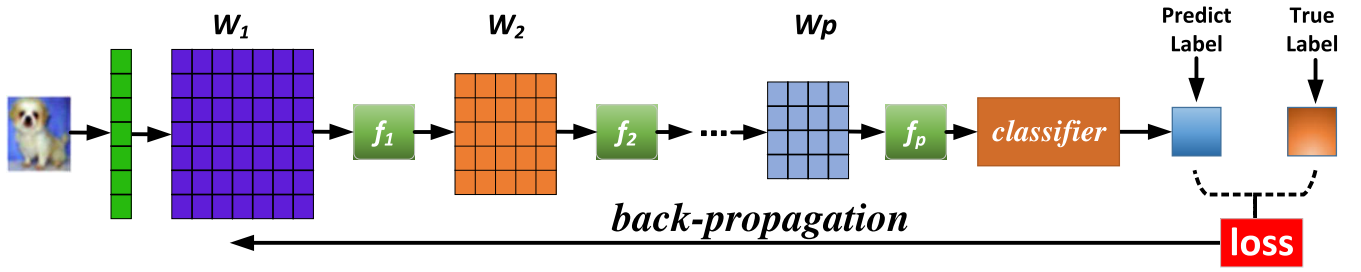 W1
W2
Wp
Predict
Label
True
Label
f1
f2
....
fp
classifier
back-propagation
loss